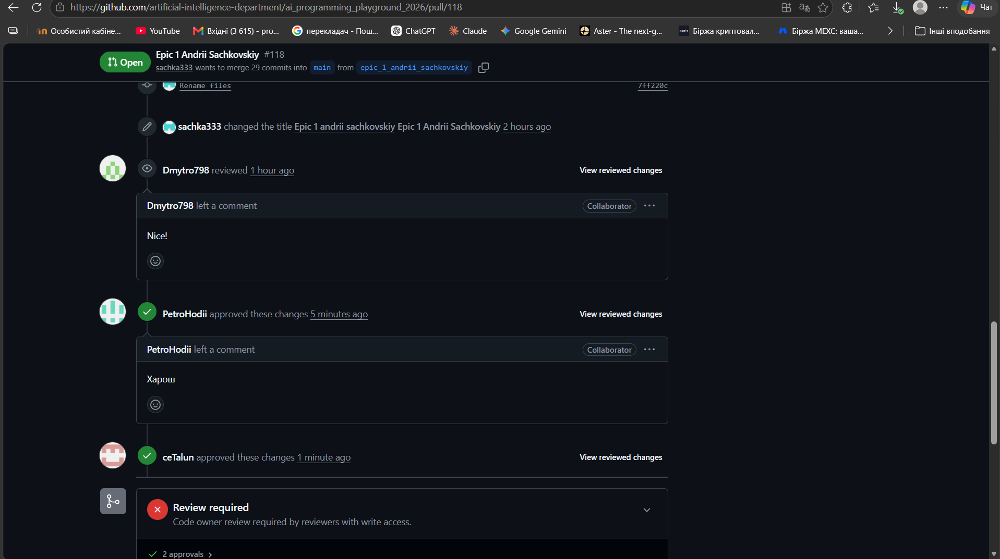 https://github.com/artificial-intelligence-department/ai_programming_playground_2026/pull/118
Чат
Особистий кабіне...
YouTube
Вхідні (3 615) - pro...
перекладач - Пош...
ChatGPT
Claude
Google Gemini
Aster - The next-g...
Біржа криптовал...
Біржа MEXC: ваша...
Інші вподобання
Open
Epic 1 Andrii Sachkovskiy #118
sachka333 wants to merge 29 commits into main from epic_1_andrii_sachkovskiy
Rename files 7ff220c
sachka333 changed the title Epic 1 andrii sachkovskiy Epic 1 Andrii Sachkovskiy 2 hours ago
Dmytro798 reviewed 1 hour ago View reviewed changes
Dmytro798 left a comment Collaborator
Nice!
PetroHodii approved these changes 5 minutes ago View reviewed changes
PetroHodii left a comment Collaborator
Харош
ceTalun approved these changes 1 minute ago View reviewed changes
Review required
Code owner review required by reviewers with write access.
2 approvals